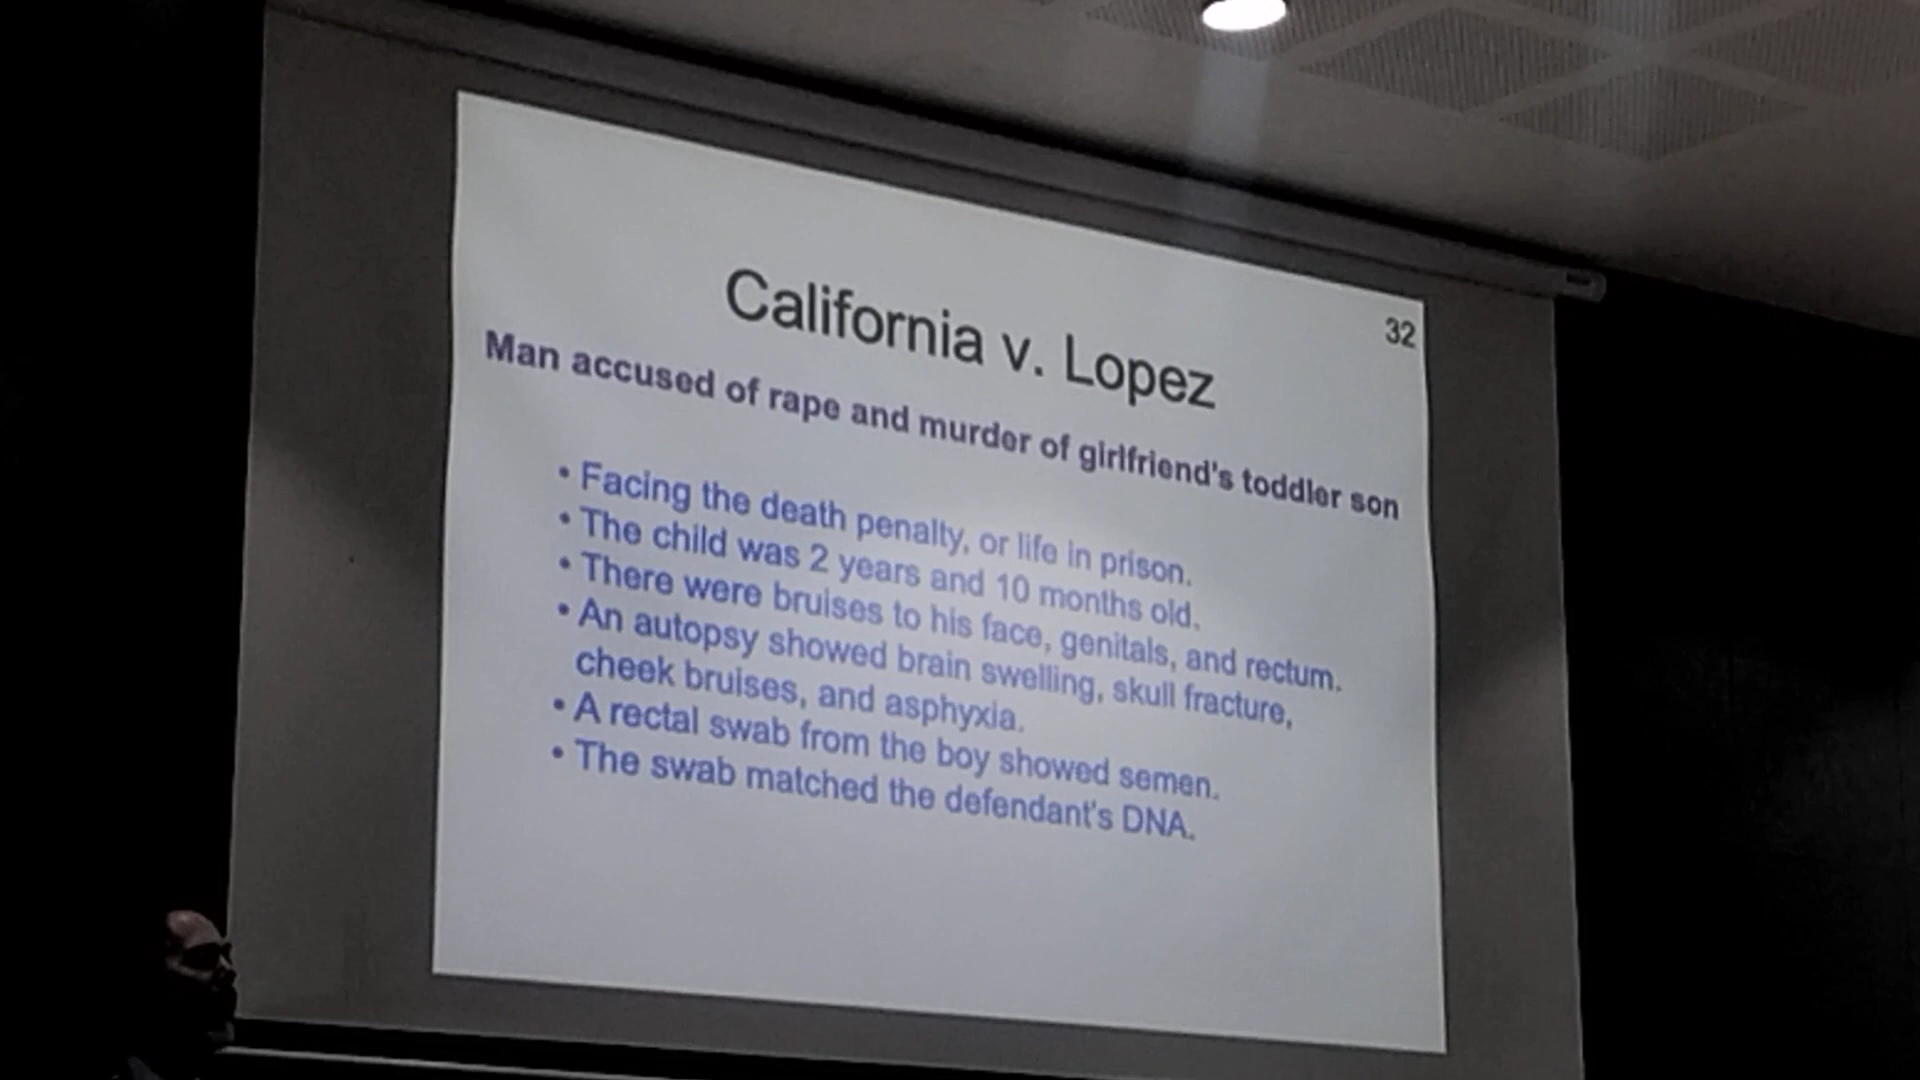 32
California v. Lopez
Man accused of rape and murder of girlfriend's toddler son
• Facing the death penalty, or life in prison.
• The child was 2 years and 10 months old.
• There were bruises to his face, genitals, and rectum.
• An autopsy showed brain swelling, skull fracture,
cheek bruises, and asphyxia.
• A rectal swab from the boy showed semen.
• The swab matched the defendant's DNA.